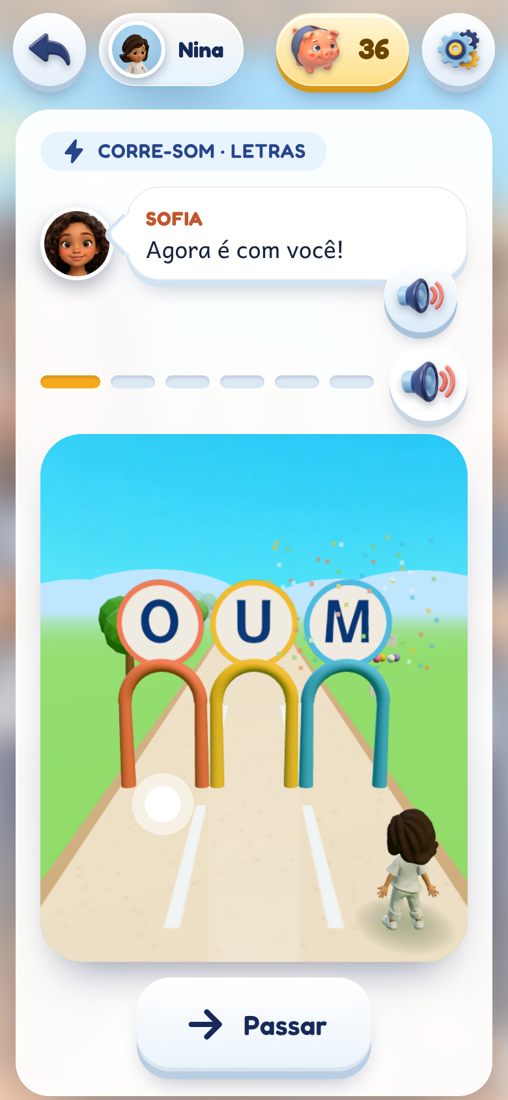 Nina
36
CORRE-SOM · LETRAS
SOFIA
Agora é com você!
O U M
Passar